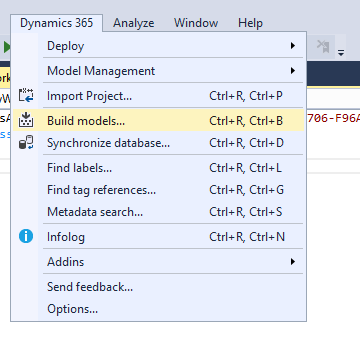 Dynamics 365 Analyze Window Help
Deploy
Model Management
Import Project... Ctrl+R, Ctrl+P
Build models... Ctrl+R, Ctrl+B
706-F96A
Synchronize database... Ctrl+R, Ctrl+D
Find labels... Ctrl+R, Ctrl+L
Find tag references... Ctrl+R, Ctrl+G
Metadata search... Ctrl+R, Ctrl+S
Infolog Ctrl+R, Ctrl+N
Addins
Send feedback...
Options...